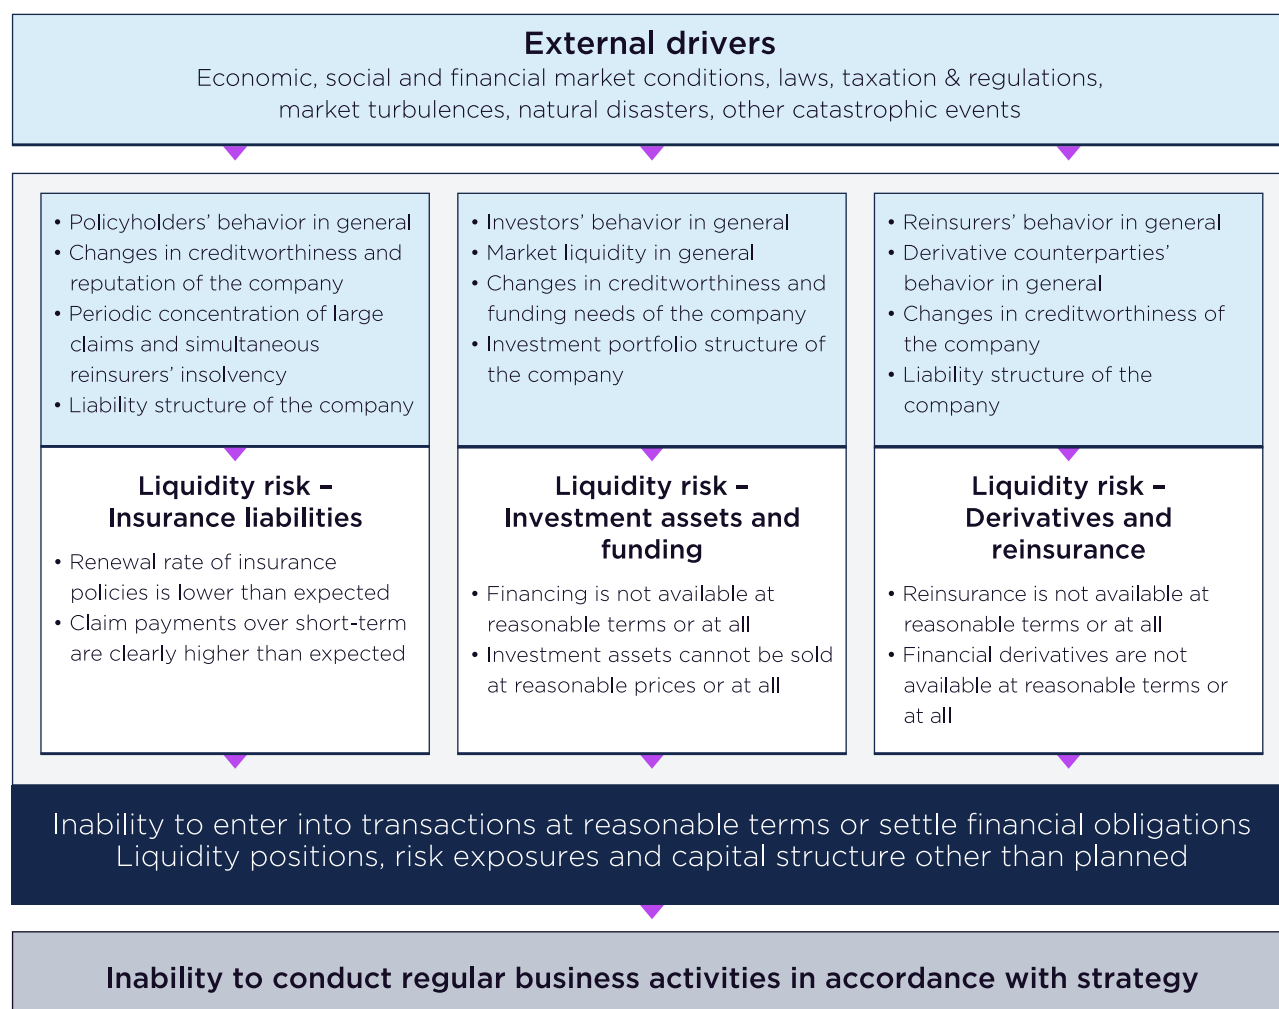 External drivers
Economic, social and financial market conditions, laws, taxation & regulations,
market turbulences, natural disasters, other catastrophic events
• Policyholders’ behavior in general
• Changes in creditworthiness and
reputation of the company
• Periodic concentration of large
claims and simultaneous
reinsurers’ insolvency
• Liability structure of the company
Liquidity risk –
Insurance liabilities
• Renewal rate of insurance
policies is lower than expected
• Claim payments over short-term
are clearly higher than expected
• Investors’ behavior in general
• Market liquidity in general
• Changes in creditworthiness and
funding needs of the company
• Investment portfolio structure of
the company
Liquidity risk –
Investment assets and
funding
• Financing is not available at
reasonable terms or at all
• Investment assets cannot be sold
at reasonable prices or at all
• Reinsurers’ behavior in general
• Derivative counterparties’
behavior in general
• Changes in creditworthiness of
the company
• Liability structure of the
company
Liquidity risk –
Derivatives and
reinsurance
• Reinsurance is not available at
reasonable terms or at all
• Financial derivatives are not
available at reasonable terms or
at all
Inability to enter into transactions at reasonable terms or settle financial obligations
Liquidity positions, risk exposures and capital structure other than planned
Inability to conduct regular business activities in accordance with strategy